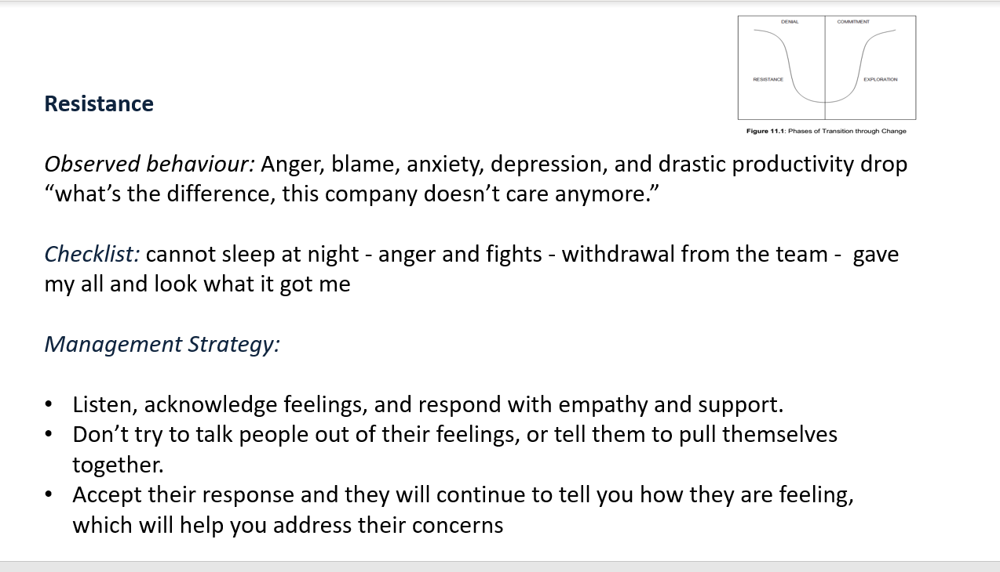 DENIAL
COMMITMENT
RESISTANCE
EXPLORATION
Figure 11.1: Phases of Transition through Change
Resistance
Observed behaviour: Anger, blame, anxiety, depression, and drastic productivity drop
“what’s the difference, this company doesn’t care anymore.”
Checklist: cannot sleep at night - anger and fights - withdrawal from the team -  gave
my all and look what it got me
Management Strategy:
• Listen, acknowledge feelings, and respond with empathy and support.
• Don’t try to talk people out of their feelings, or tell them to pull themselves
together.
• Accept their response and they will continue to tell you how they are feeling,
which will help you address their concerns